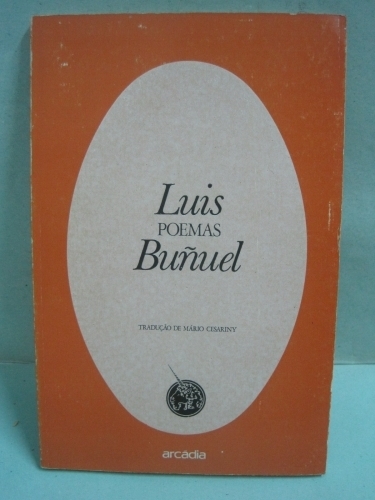 Luis
POEMAS
Buñuel
TRADUÇÃO DE MÁRIO CESARINY
arcádia